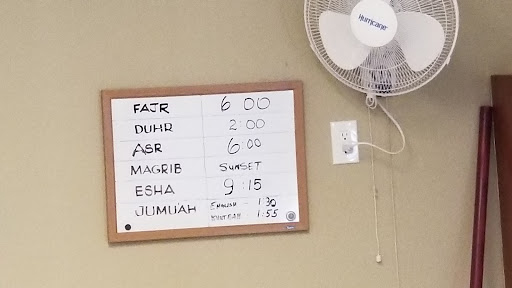 Hurricane
FAJR 6 00
DUHR 2:00
ASR 6:00
MAGRIB SUNSET
ESHA 9:15
JUMUAH ENGLISH - 1:30
KHUTBAH 1:55